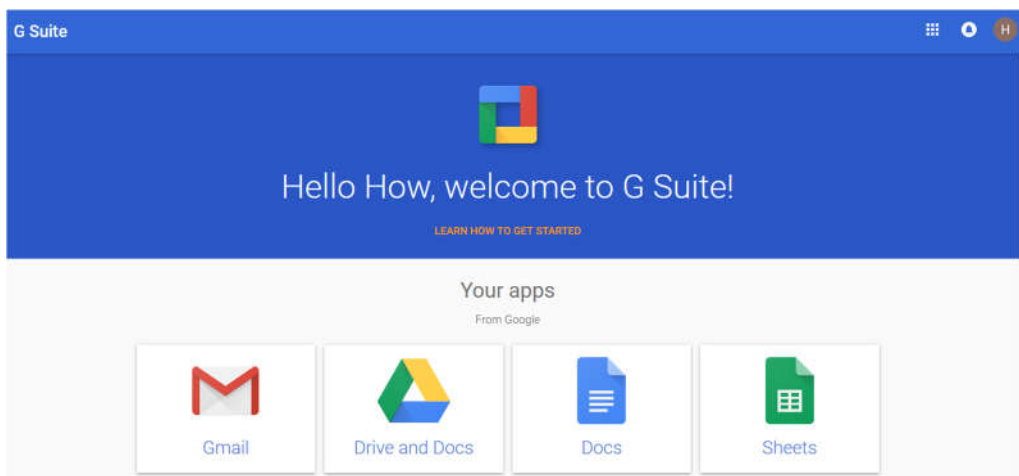 G Suite
H
Hello How, welcome to G Suite!
LEARN HOW TO GET STARTED
Your apps
From Google
Gmail
Drive and Docs
Docs
Sheets